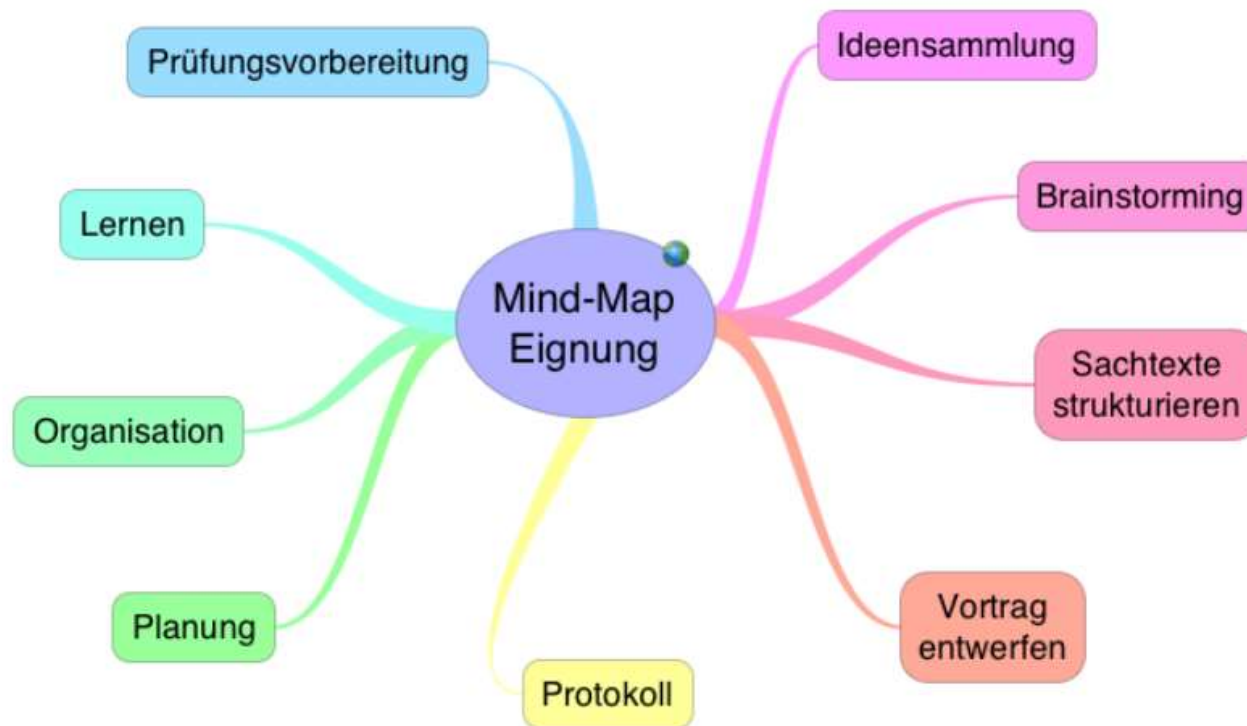 Prüfungsvorbereitung
Ideensammlung
Lernen
Brainstorming
Mind-Map
Eignung
Sachtexte
strukturieren
Organisation
Planung
Vortrag
entwerfen
Protokoll